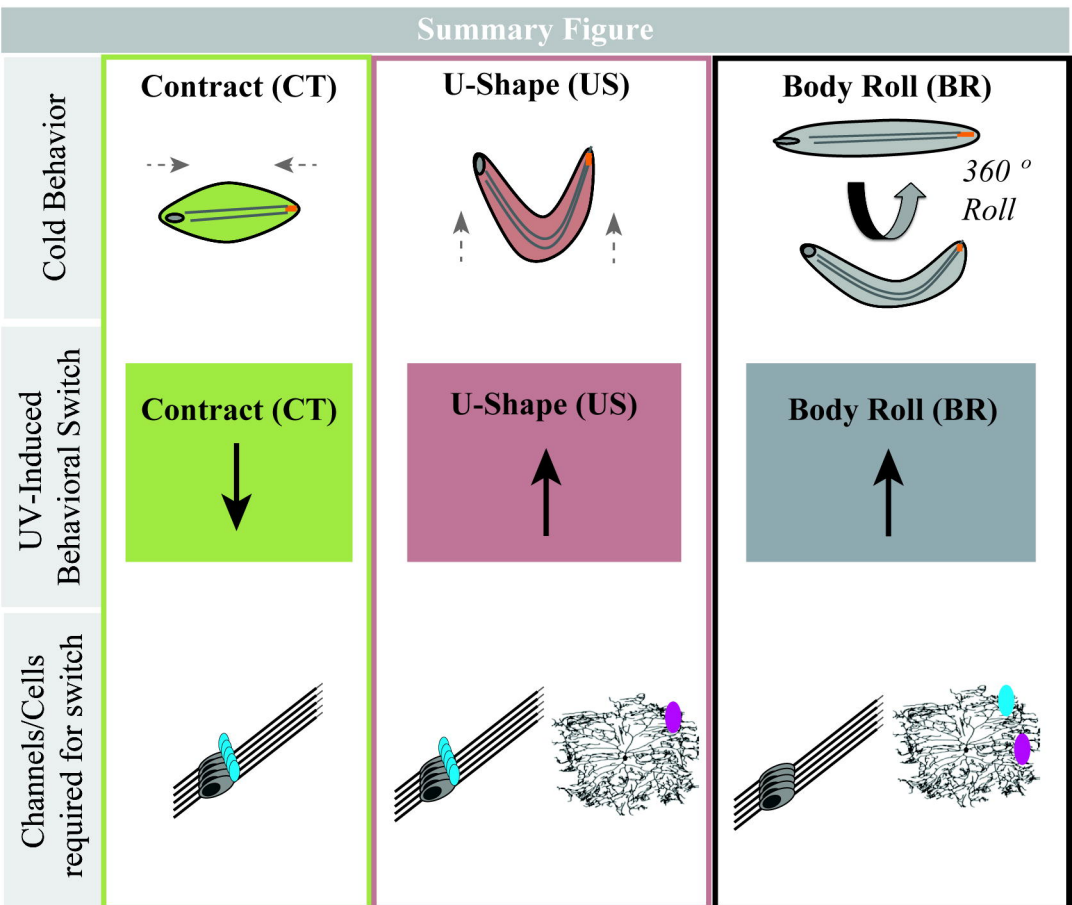 Summary Figure
Cold Behavior
Contract (CT)
U-Shape (US)
Body Roll (BR)
360 º
Roll
UV-Induced
Behavioral Switch
Contract (CT)
U-Shape (US)
Body Roll (BR)
Channels/Cells
required for switch